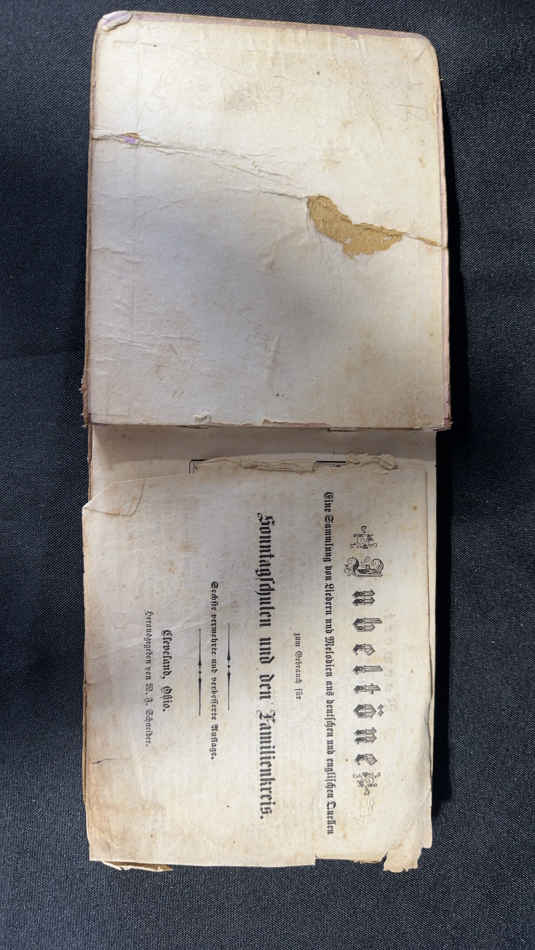 Jubeltöne
Eine Sammlung von Liedern und Melodien aus deutschen und englischen Quellen
zum Gebrauch für
Sonntagschulen und den Familienkreis.
Sechste vermehrte und verbesserte Auflage.
Cleveland, Ohio.
Herausgegeben von W. F. Schneider.